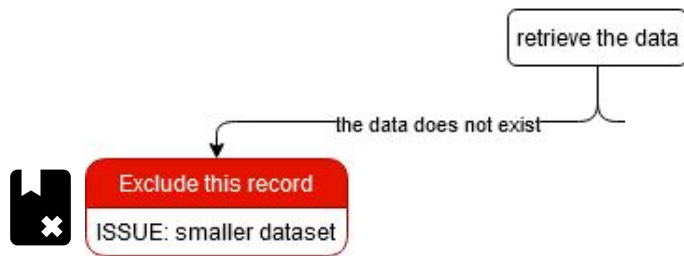 retrieve the data
the data does not exist
Exclude this record
ISSUE: smaller dataset